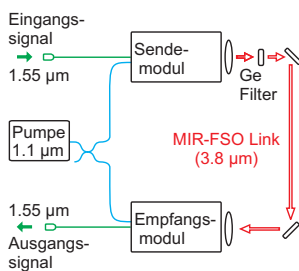 Eingangs-
signal
1.55 µm
Sende-
modul
Ge
Filter
Pumpe
1.1 µm
MIR-FSO Link
(3.8 µm)
1.55 µm
Ausgangs-
signal
Empfangs-
modul